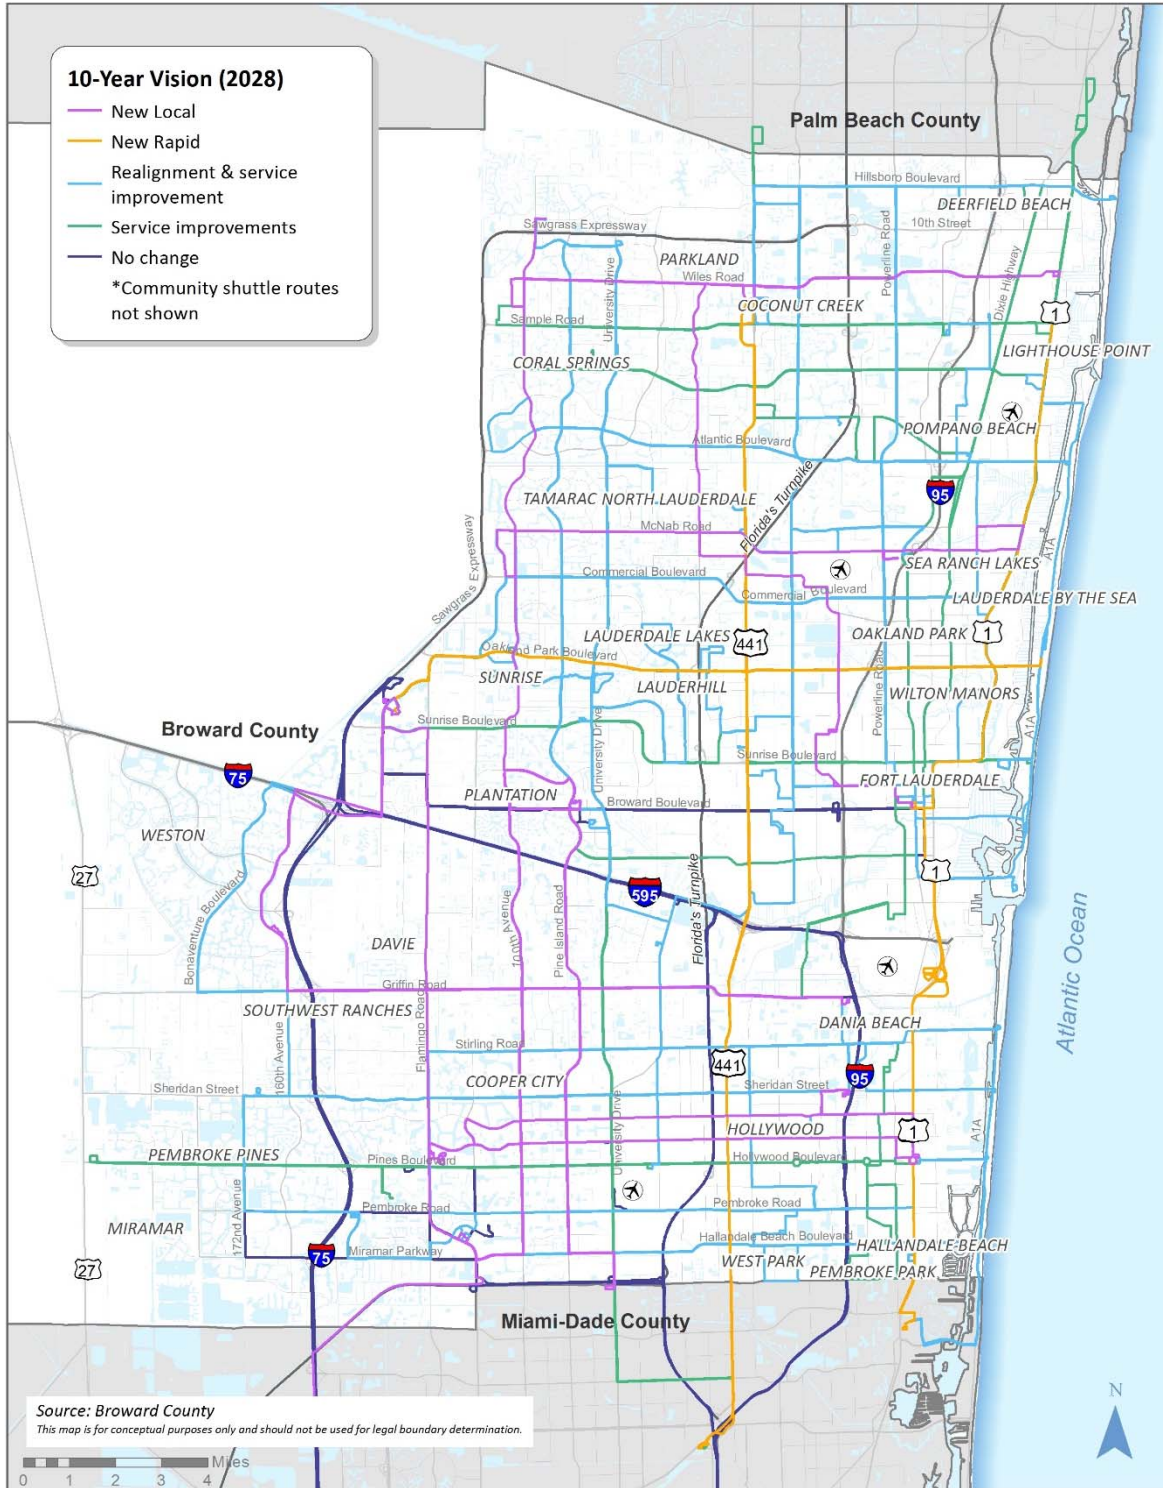 10-Year Vision (2028)
New Local
New Rapid
Realignment & service
improvement
Service improvements
No change
*Community shuttle routes
not shown
Palm Beach County
Hillsboro Boulevard
DEERFIELD BEACH
10th Street
Sawgrass Expressway
PARKLAND
Wiles Road
University Drive
Powerline Road
Dixie Highway
COCONUT CREEK
1
Sample Road
LIGHTHOUSE POINT
CORAL SPRINGS
POMPANO BEACH
Atlantic Boulevard
95
TAMARAC
NORTH LAUDERDALE
Florida's Turnpike
McNab Road
A1A
Sawgrass Expressway
SEA RANCH LAKES
Commercial Boulevard
Commercial Boulevard
LAUDERDALE BY THE SEA
LAUDERDALE LAKES
441
OAKLAND PARK
1
Oakland Park Boulevard
SUNRISE
LAUDERHILL
Powerline Road
WILTON MANORS
A1A
Broward County
Sunrise Boulevard
University Drive
Sunrise Boulevard
75
FORT LAUDERDALE
PLANTATION
Broward Boulevard
WESTON
27
1
595
Bonaventure Boulevard
100th Avenue
Pine Island Road
Florida's Turnpike
DAVIE
Atlantic Ocean
Griffin Road
SOUTHWEST RANCHES
Flamingo Road
DANIA BEACH
160th Avenue
Stirling Road
441
95
COOPER CITY
Sheridan Street
Sheridan Street
University Drive
HOLLYWOOD
1
A1A
PEMBROKE PINES
Pines Boulevard
Hollywood Boulevard
172nd Avenue
Pembroke Road
Pembroke Road
MIRAMAR
Hallandale Beach Boulevard
HALLANDALE BEACH
75
Miramar Parkway
WEST PARK
27
PEMBROKE PARK
Miami-Dade County
Source: Broward County
This map is for conceptual purposes only and should not be used for legal boundary determination.
N
Miles
0 1 2 3 4